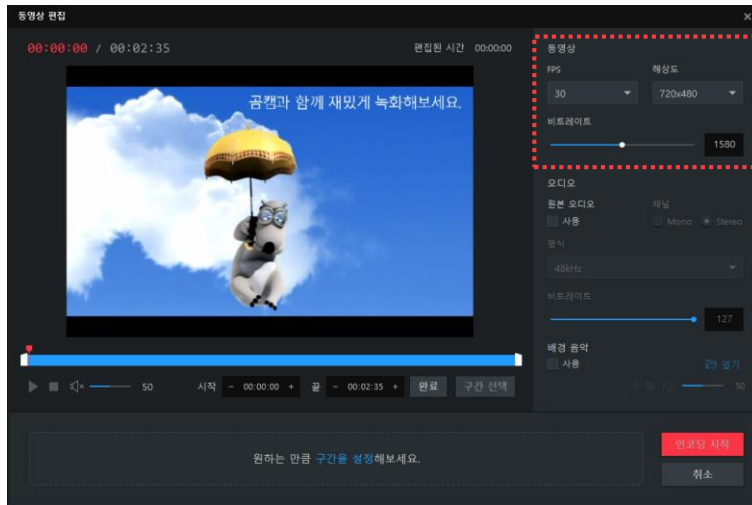 동영상 편집
00:00:00 / 00:02:35
편집된 시간 00:00:00
곰캠과 함께 재밌게 녹화해보세요.
50
시작 - 00:00:00 + 끝 - 00:02:35 + 완료 구간 선택
동영상
FPS 해상도
30 720x480
비트레이트
1580
오디오
원본 오디오 채널
사용 Mono Stereo
형식
48kHz
비트레이트
127
배경 음악
사용 열기
50
원하는 만큼 구간을 설정해보세요.
인코딩 시작
취소